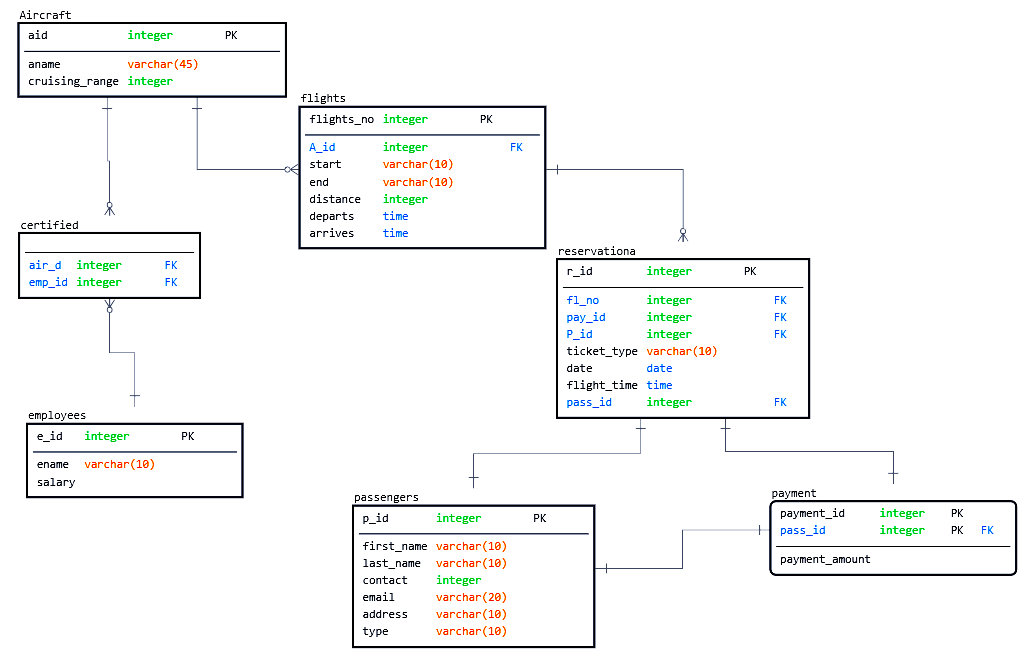 Aircraft
aid integer PK
aname varchar(45)
cruising_range integer
flights
flights_no integer PK
A_id integer FK
start varchar(10)
end varchar(10)
distance integer
departs time
arrives time
certified
air_d integer FK
emp_id integer FK
reservationa
r_id integer PK
fl_no integer FK
pay_id integer FK
P_id integer FK
ticket_type varchar(10)
date date
flight_time time
pass_id integer FK
employees
e_id integer PK
ename varchar(10)
salary
passengers
p_id integer PK
first_name varchar(10)
last_name varchar(10)
contact integer
email varchar(20)
address varchar(10)
type varchar(10)
payment
payment_id integer PK
pass_id integer PK FK
payment_amount